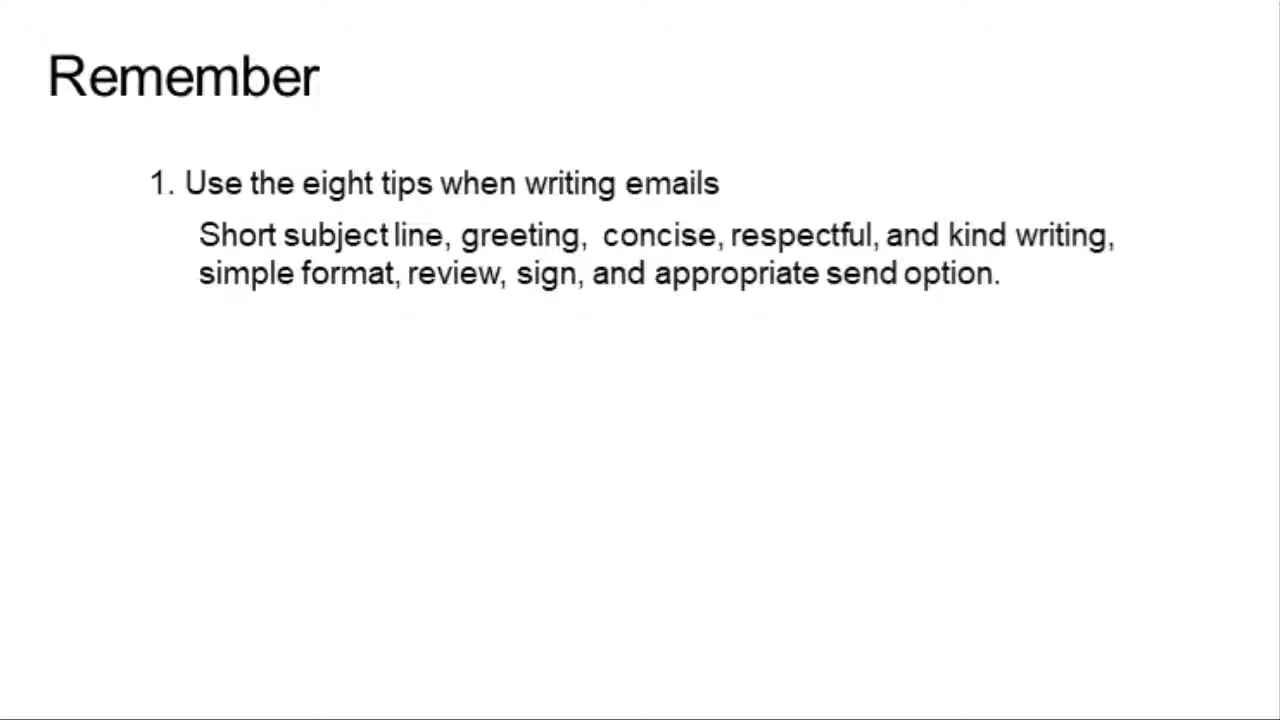 Remember
1. Use the eight tips when writing emails
Short subject line, greeting, concise, respectful, and kind writing,
simple format, review, sign, and appropriate send option.